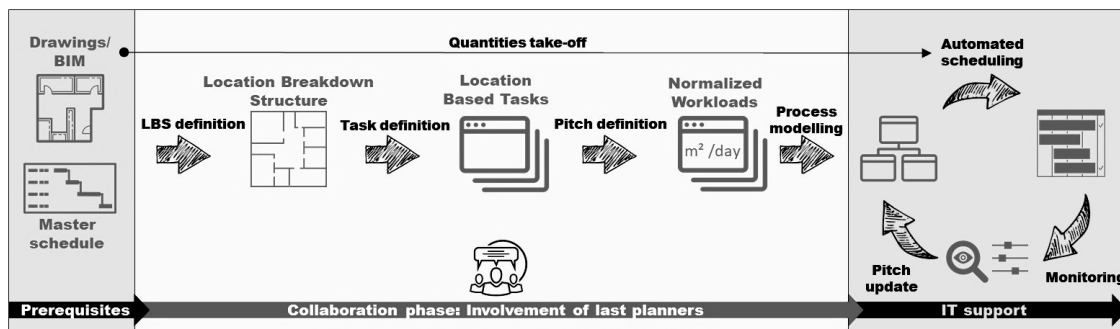 Drawings/
BIM
Quantities take-off
Automated
scheduling
Location Breakdown
Structure
Location
Based Tasks
Normalized
Workloads
LBS definition
Task definition
Pitch definition
Process
modelling
m² /day
Master
schedule
Pitch
update
Monitoring
Prerequisites
Collaboration phase: Involvement of last planners
IT support